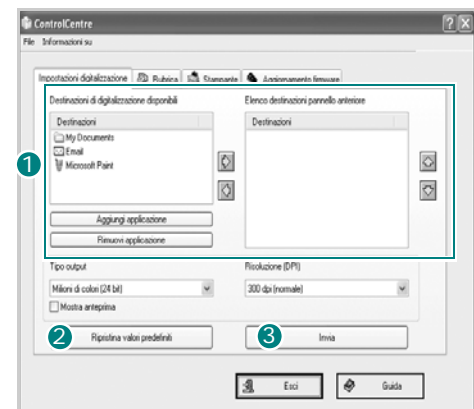 ControlCentre
File Informazioni su
Impostazioni digitalizzazione Rubrica Stampante Aggiornamento firmware
Destinazioni di digitalizzazione disponibili Elenco destinazioni pannello anteriore
Destinazioni Destinazioni
My Documents
Email
1
Microsoft Paint
Aggiungi applicazione
Rimuovi applicazione
Tipo output Risoluzione (DPI)
Milioni di colori (24 bit) 300 dpi (normale)
Mostra anteprima
2 Ripristina valori predefiniti 3 Invia
Esci Guida